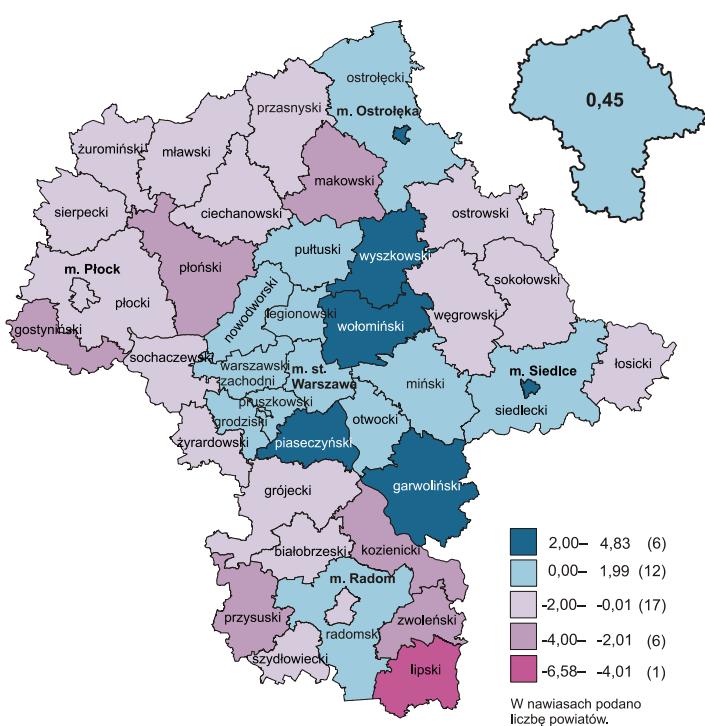 ostrołęcki
m. Ostrołęka
0,45
przasnyski
żuromiński
mławski
makowski
sierpecki
ciechanowski
ostrowski
pułtuski
wyszkowski
m. Płock
płoński
sokołowski
płocki
nowodworski
legionowski
wołomiński
węgrowski
gostyniński
sochaczewski
warszawski
zachodni
m. st.
Warszawa
miński
m. Siedlce
łosicki
pruszkowski
grodziski
otwocki
siedlecki
żyrardowski
piaseczyński
garwoliński
grójecki
białobrzeski
kozienicki
m. Radom
przysuski
zwoleński
radomsk
szydłowiecki
lipski
2,00– 4,83 (6)
0,00– 1,99 (12)
-2,00– -0,01 (17)
-4,00– -2,01 (6)
-6,58– -4,01 (1)
W nawiasach podano
liczbę powiatów.